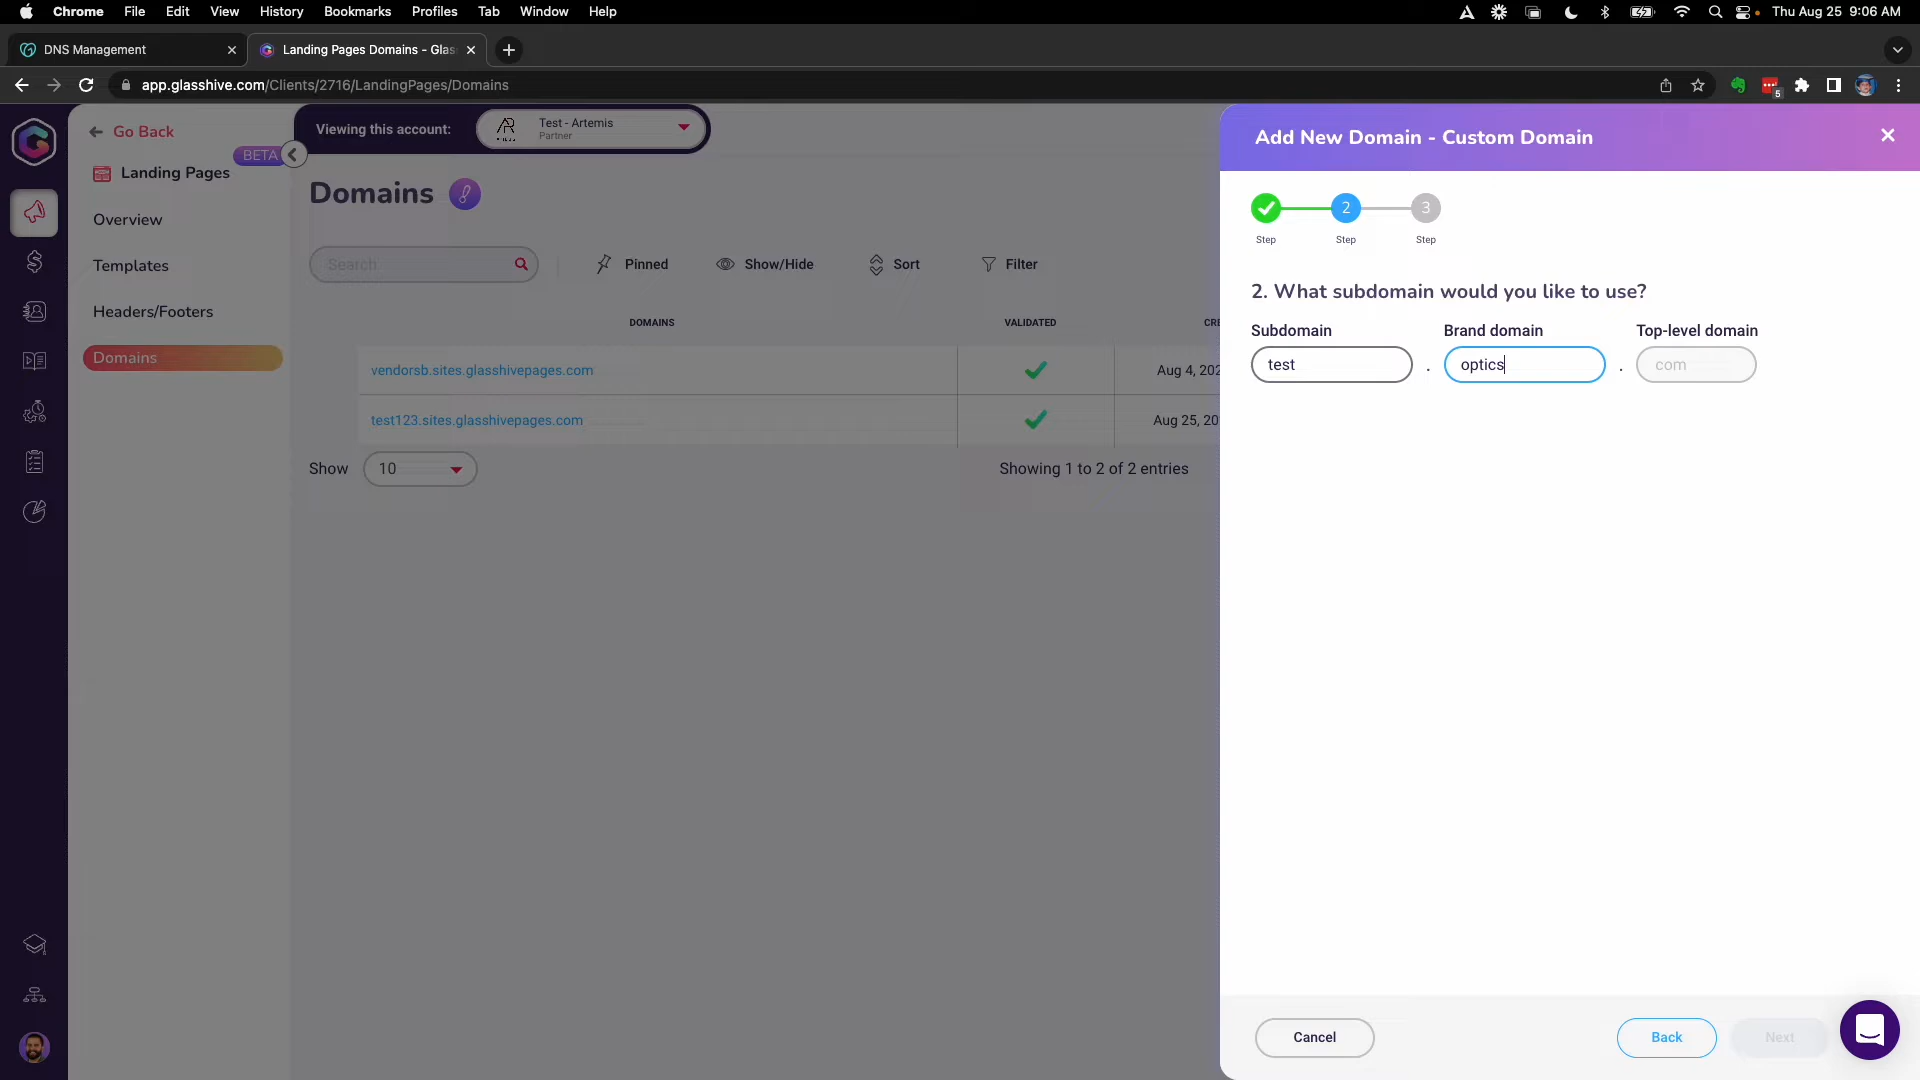 Chrome File Edit View History Bookmarks Profiles Tab Window Help Thu Aug 25 9:06 AM
DNS Management
Landing Pages Domains - Glas
app.glasshive.com/Clients/2716/LandingPages/Domains
5
Go Back
BETA
Landing Pages
Overview
Templates
Headers/Footers
Domains
Viewing this account:
Test - Artemis
Partner
Domains
Search
Pinned
Show/Hide
Sort
Filter
DOMAINS VALIDATED CRE
vendorsb.sites.glasshivepages.com Aug 4, 202
test123.sites.glasshivepages.com Aug 25, 20
Show 10 Showing 1 to 2 of 2 entries
Add New Domain - Custom Domain
2 3
Step Step Step
2. What subdomain would you like to use?
Subdomain Brand domain Top-level domain
test . optics . com
Cancel Back Next